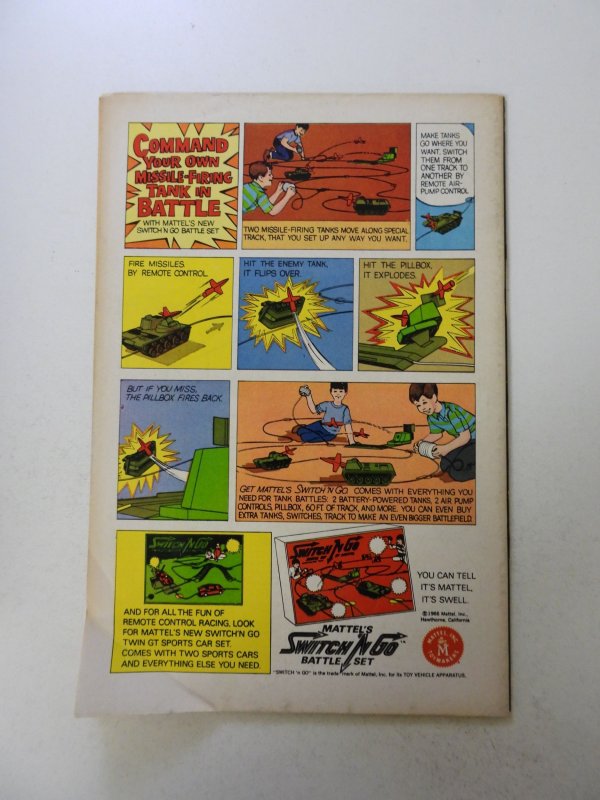 COMMAND
YOUR OWN
MISSILE-FIRING
TANK IN
BATTLE
WITH MATTEL'S NEW
SWITCH'N GO BATTLE SET
TWO MISSILE-FIRING TANKS MOVE ALONG SPECIAL
TRACK, THAT YOU SET UP ANY WAY YOU WANT.
MAKE TANKS
GO WHERE YOU
WANT. SWITCH
THEM FROM
ONE TRACK TO
ANOTHER BY
REMOTE AIR-
PUMP CONTROL
FIRE MISSILES
BY REMOTE CONTROL.
HIT THE ENEMY TANK,
IT FLIPS OVER.
HIT THE PILLBOX,
IT EXPLODES.
BUT IF YOU MISS,
THE PILLBOX FIRES BACK.
GET MATTEL'S SWITCH 'N GO. COMES WITH EVERYTHING YOU
NEED FOR TANK BATTLES: 2 BATTERY-POWERED TANKS, 2 AIR PUMP
CONTROLS, PILLBOX, 60 FT OF TRACK, AND MORE. YOU CAN EVEN BUY
EXTRA TANKS, SWITCHES, TRACK TO MAKE AN EVEN BIGGER BATTLEFIELD.
SWITCH 'N GO
AND FOR ALL THE FUN OF
REMOTE CONTROL RACING, LOOK
FOR MATTEL'S NEW SWITCH'N GO
TWIN GT SPORTS CAR SET.
COMES WITH TWO SPORTS CARS
AND EVERYTHING ELSE YOU NEED.
SWITCH 'N GO
MATTEL'S
SWITCH 'N GO™
BATTLE SET
YOU CAN TELL
IT'S MATTEL,
IT'S SWELL.
©1966 Mattel, Inc.,
Hawthorne, California
MATTEL, INC.
M
TOYMAKERS
"SWITCH 'n GO" is the trade mark of Mattel, Inc. for its TOY VEHICLE APPARATUS.